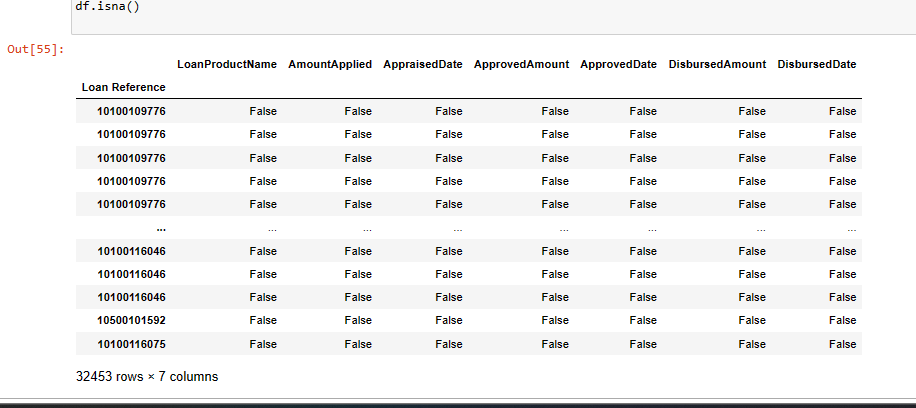 df.isna()
Out[55]:
LoanProductName AmountApplied AppraisedDate ApprovedAmount ApprovedDate DisbursedAmount DisbursedDate
Loan Reference
10100109776 False False False False False False False
10100109776 False False False False False False False
10100109776 False False False False False False False
10100109776 False False False False False False False
10100109776 False False False False False False False
... ... ... ... ... ... ... ...
10100116046 False False False False False False False
10100116046 False False False False False False False
10100116046 False False False False False False False
10500101592 False False False False False False False
10100116075 False False False False False False False
32453 rows × 7 columns